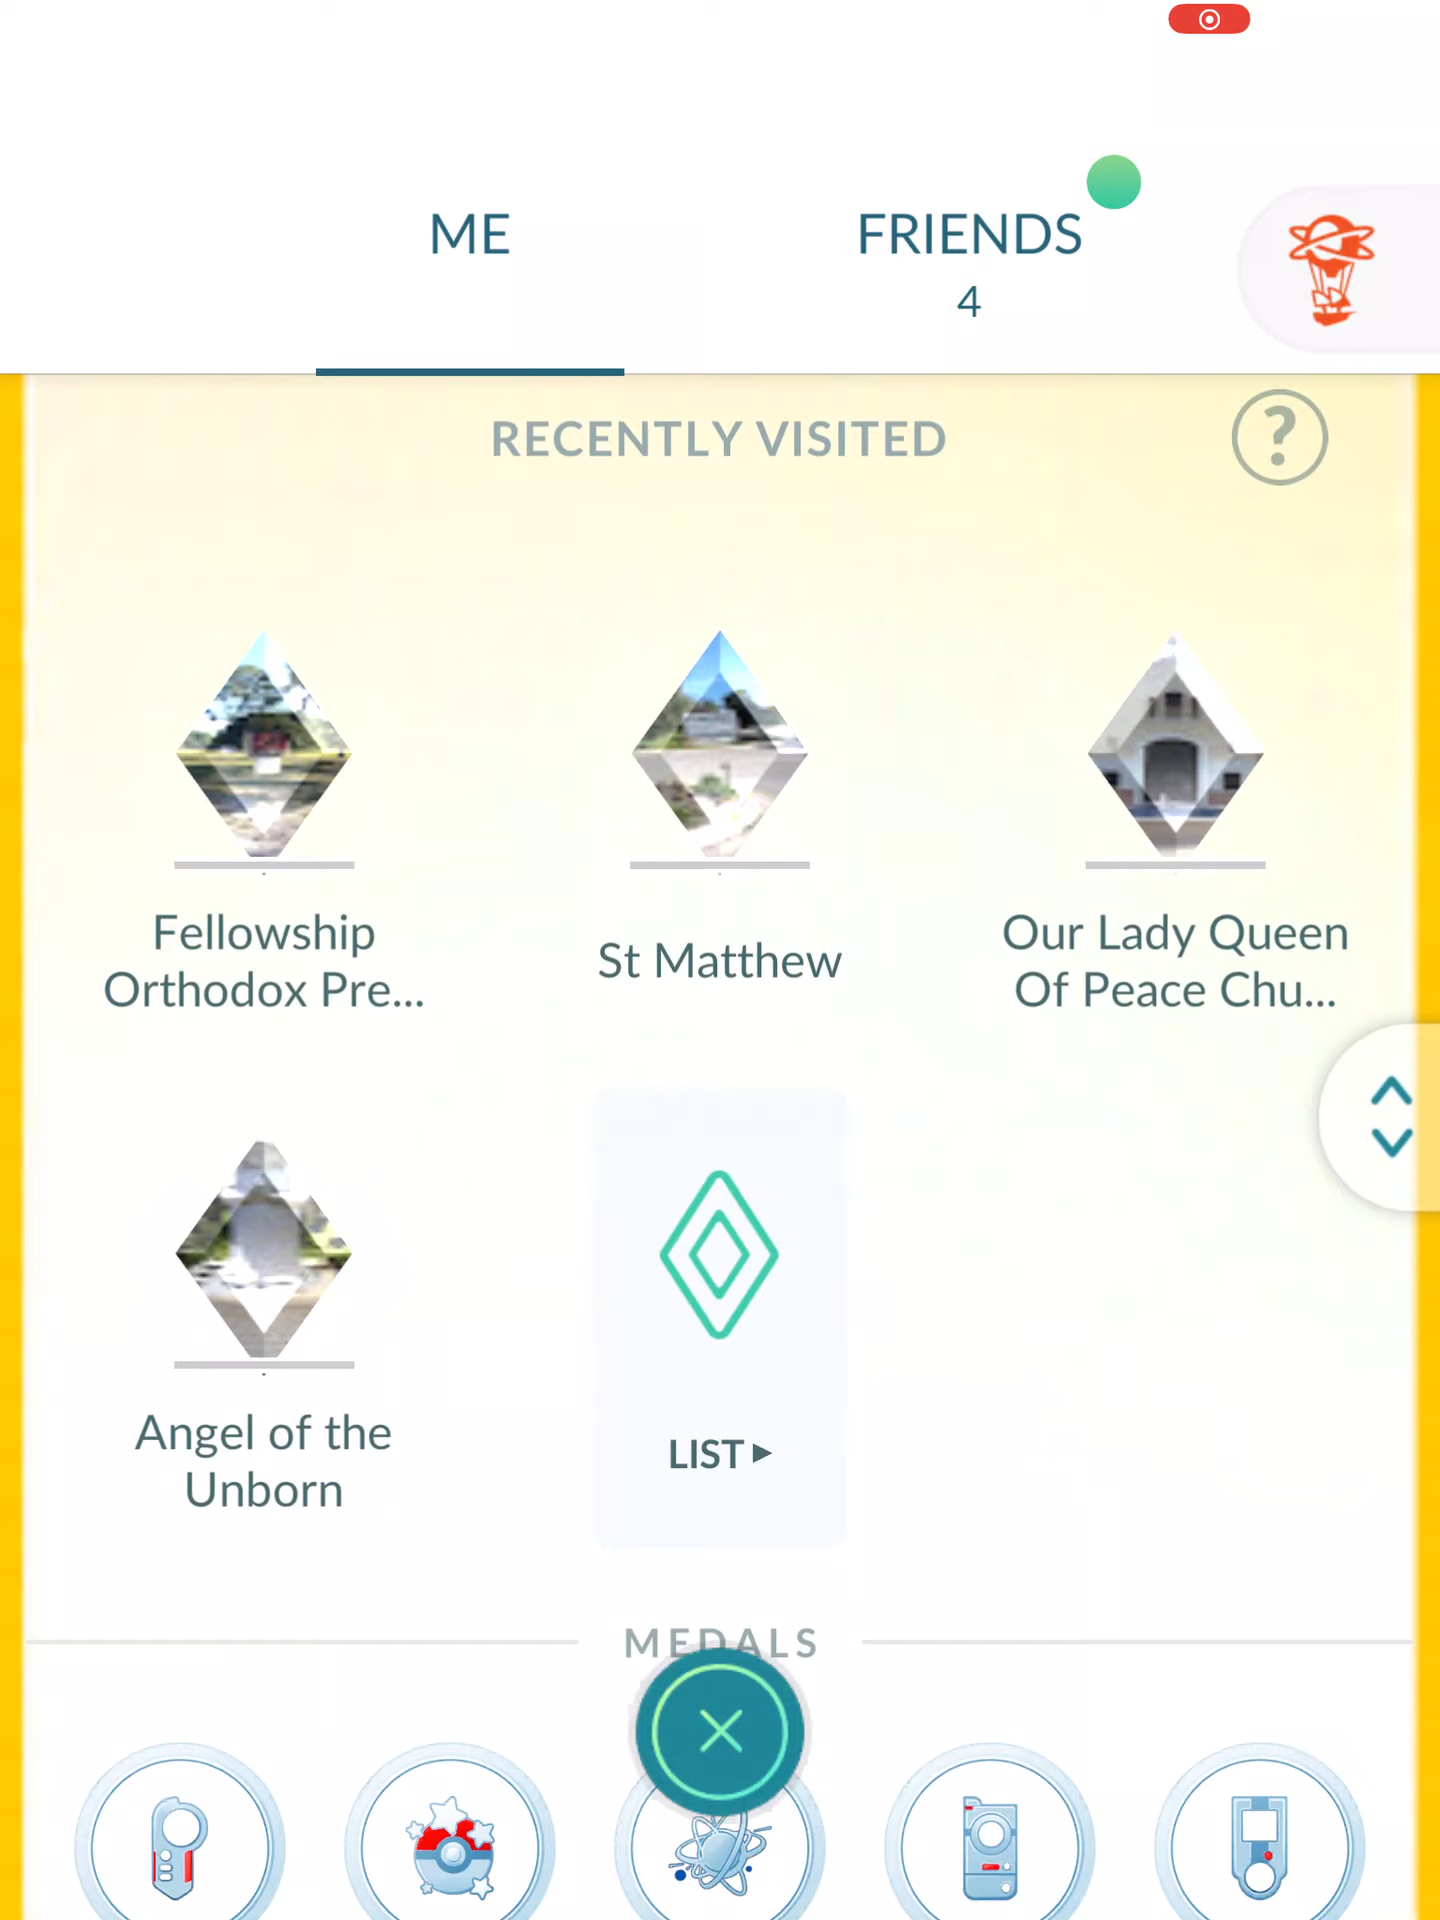 ME
FRIENDS
4
RECENTLY VISITED
?
Fellowship
Orthodox Pre...
St Matthew
Our Lady Queen
Of Peace Chu...
Angel of the
Unborn
LIST ▸
MEDALS